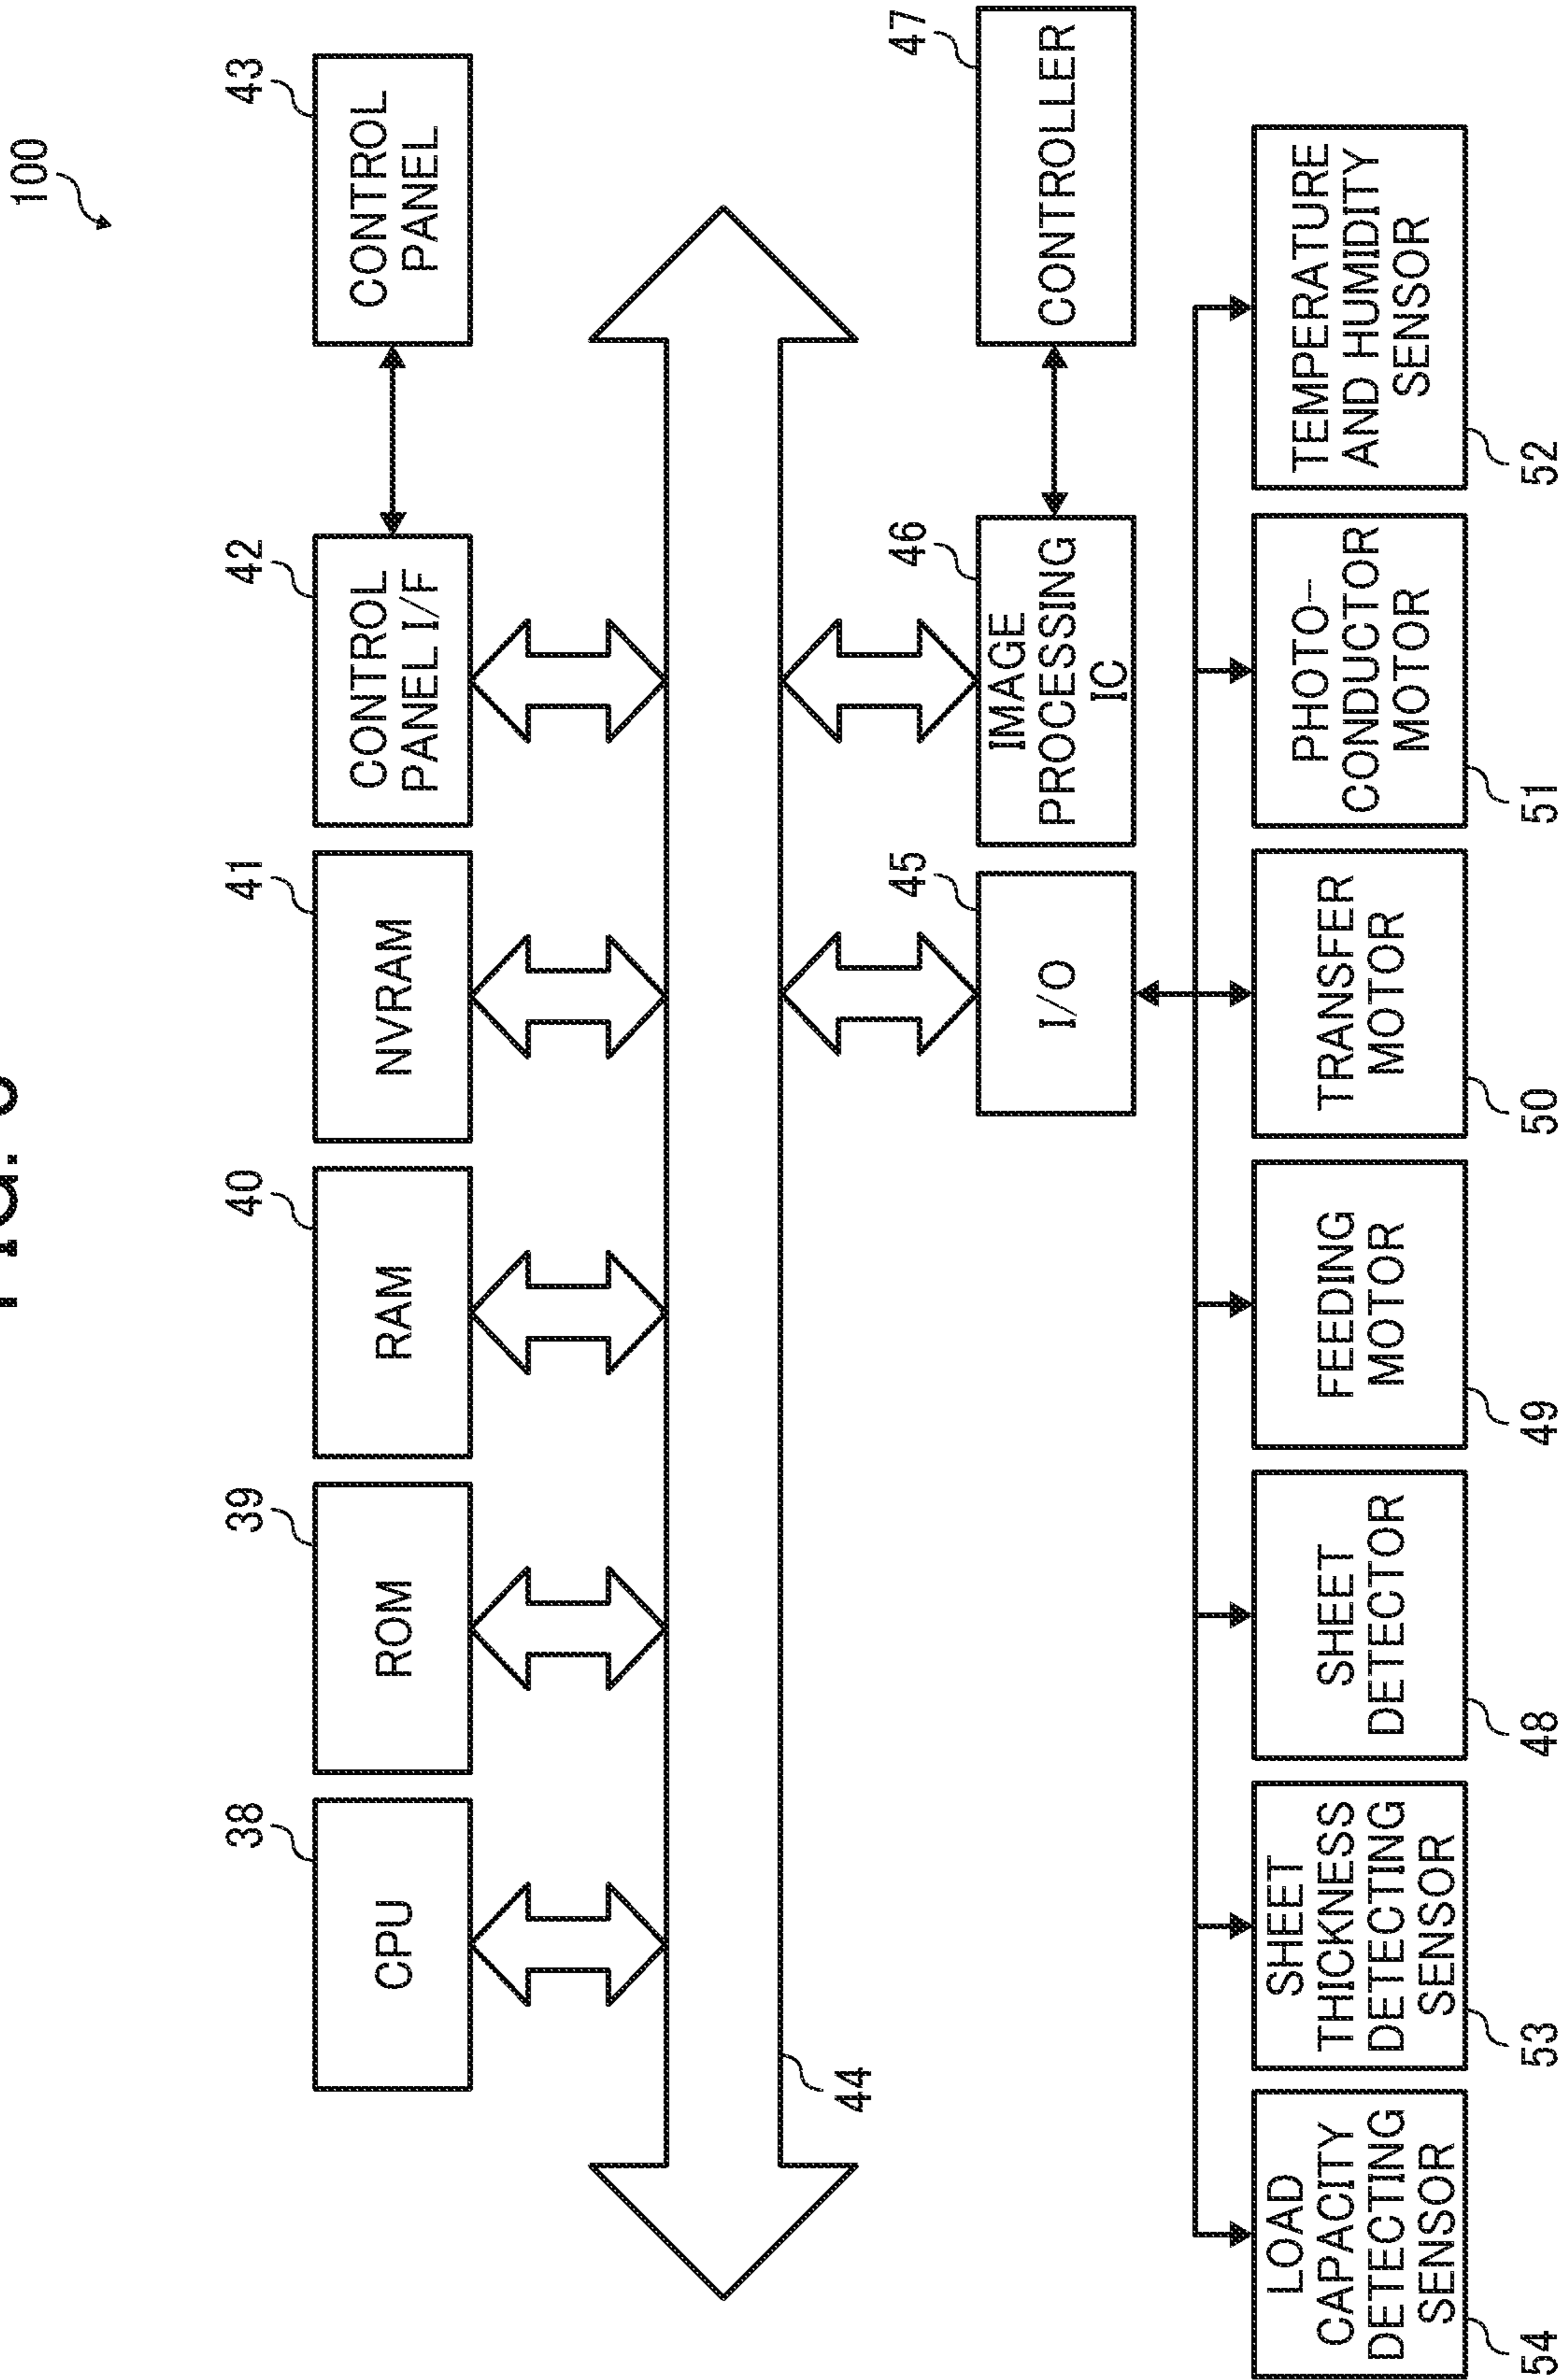 FIG.
100
38
39
40
41
42
43
CPU
ROM
RAM
NVRAM
CONTROL
PANEL I/F
CONTROL
PANEL
44
45
46
47
I/O
IMAGE
PROCESSING
IC
CONTROLLER
LOAD
CAPACITY
DETECTING
SENSOR
SHEET
THICKNESS
DETECTING
SENSOR
SHEET
DETECTOR
FEEDING
MOTOR
TRANSFER
MOTOR
PHOTO-
CONDUCTOR
MOTOR
TEMPERATURE
AND HUMIDITY
SENSOR
54
53
48
49
50
51
52